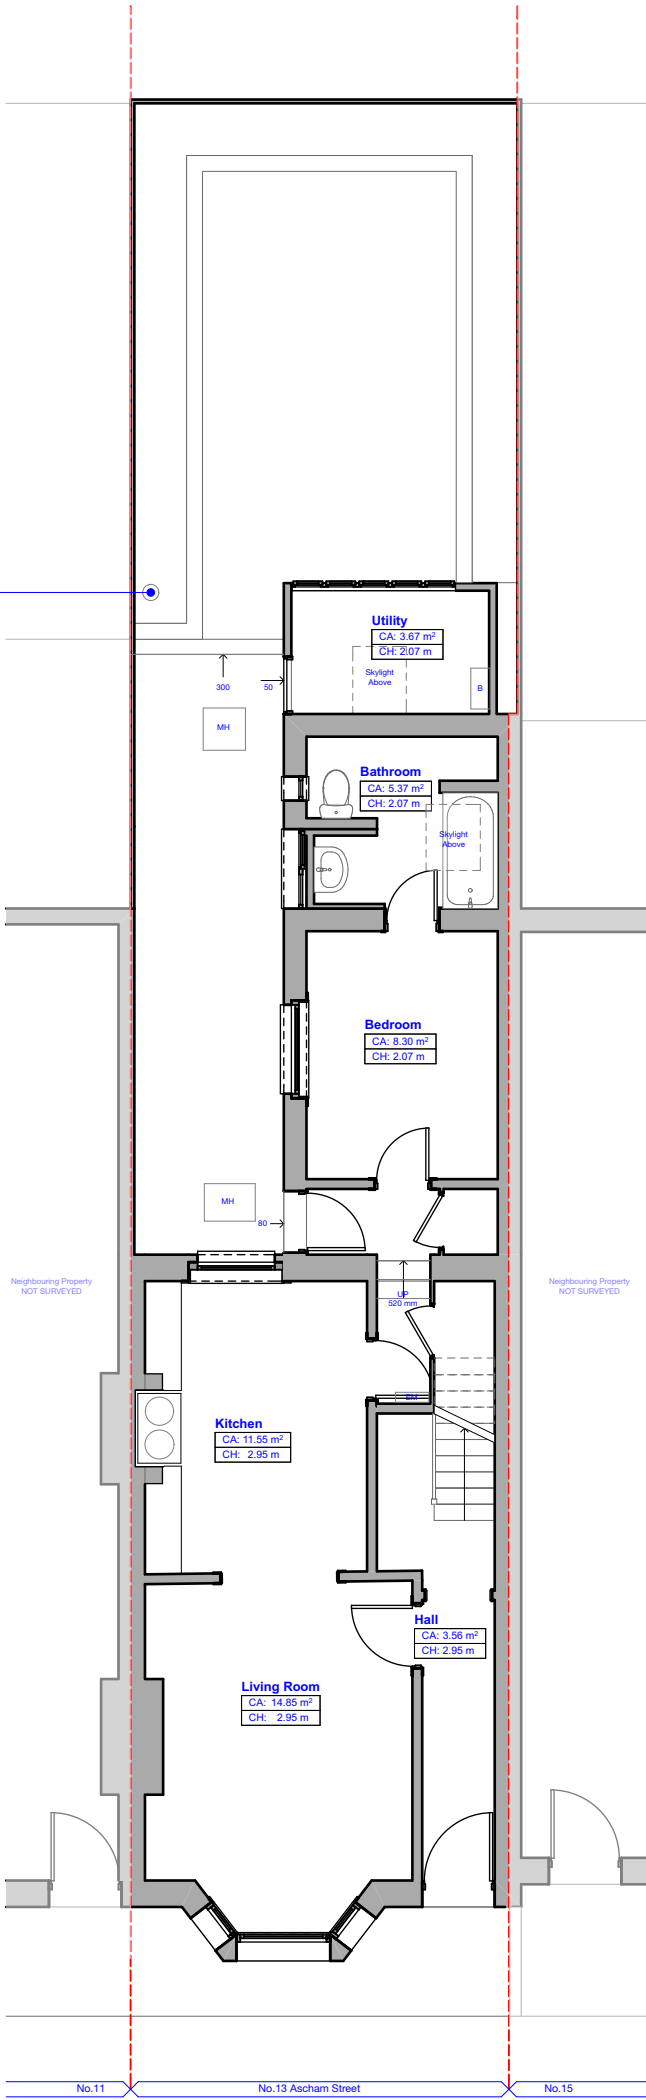 Utility
CA: 3.67 m²
CH: 2.07 m
Skylight
Above
B
300
50
MH
Bathroom
CA: 5.37 m²
CH: 2.07 m
Skylight
Above
Bedroom
CA: 8.30 m²
CH: 2.07 m
MH
80
Neighbouring Property
NOT SURVEYED
UP
520 mm
Neighbouring Property
NOT SURVEYED
EM
Kitchen
CA: 11.55 m²
CH: 2.95 m
Hall
CA: 3.56 m²
CH: 2.95 m
Living Room
CA: 14.85 m²
CH: 2.95 m
No.11
No.13 Ascham Street
No.15